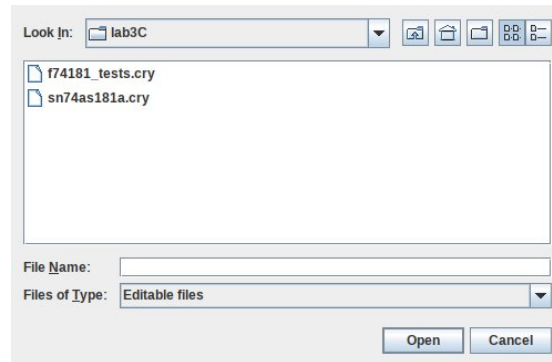 Look In: lab3C
f74181_tests.cry
sn74as181a.cry
File Name:
Files of Type: Editable files
Open Cancel